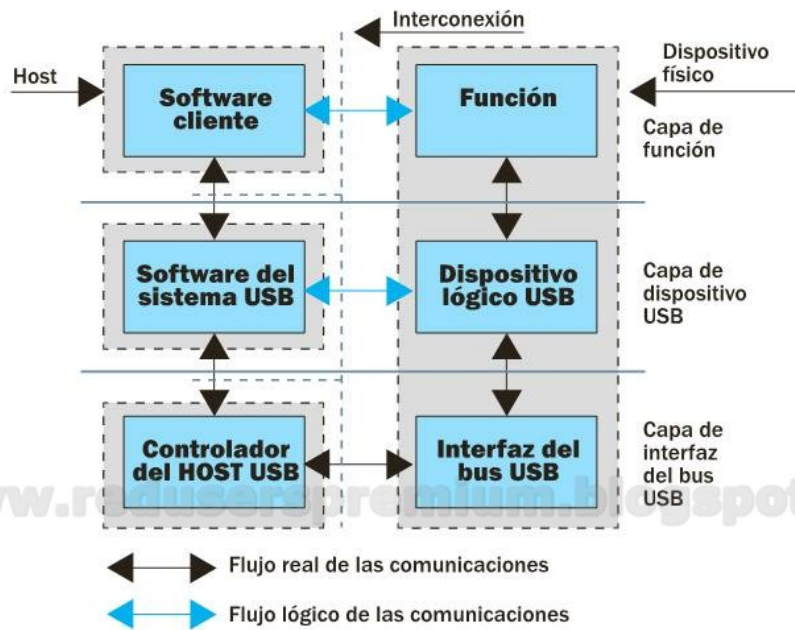 Interconexión
Host
Dispositivo
físico
Software
cliente
Función
Capa de
función
Software del
sistema USB
Dispositivo
lógico USB
Capa de
dispositivo
USB
Controlador
del HOST USB
Interfaz del
bus USB
Capa de
interfaz
del bus
USB
w.reduserspremium.blogspot
Flujo real de las comunicaciones
Flujo lógico de las comunicaciones